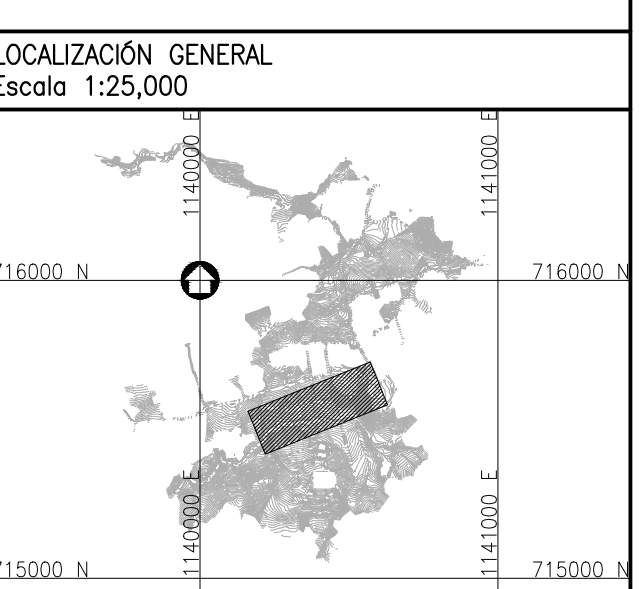 LOCALIZACIÓN GENERAL
Escala 1:25,000
1140000 E
1141000 E
716000 N
716000 N
1140000 E
1141000 E
715000 N
715000 N